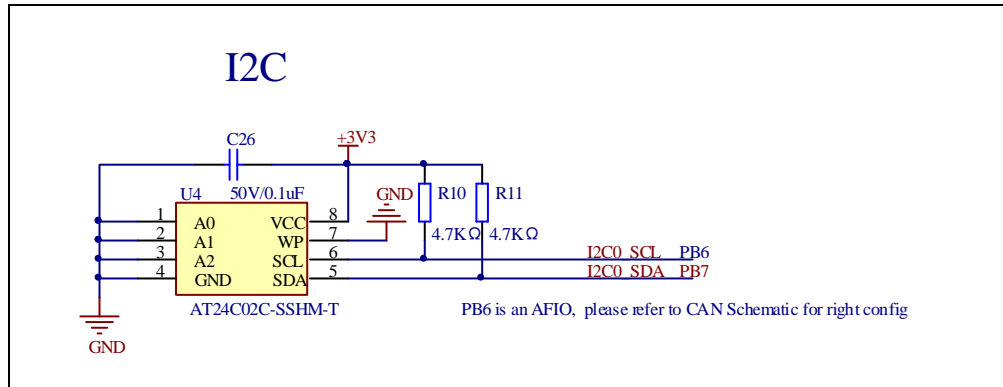 I2C
+3V3
C26
50V/0.1uF
U4
GND
R10
R11
4.7KΩ
4.7KΩ
1 A0 VCC 8
2 A1 WP 7
3 A2 SCL 6
4 GND SDA 5
I2C0_SCL PB6
I2C0_SDA PB7
AT24C02C-SSHM-T
PB6 is an AFIO, please refer to CAN Schematic for right config
GND